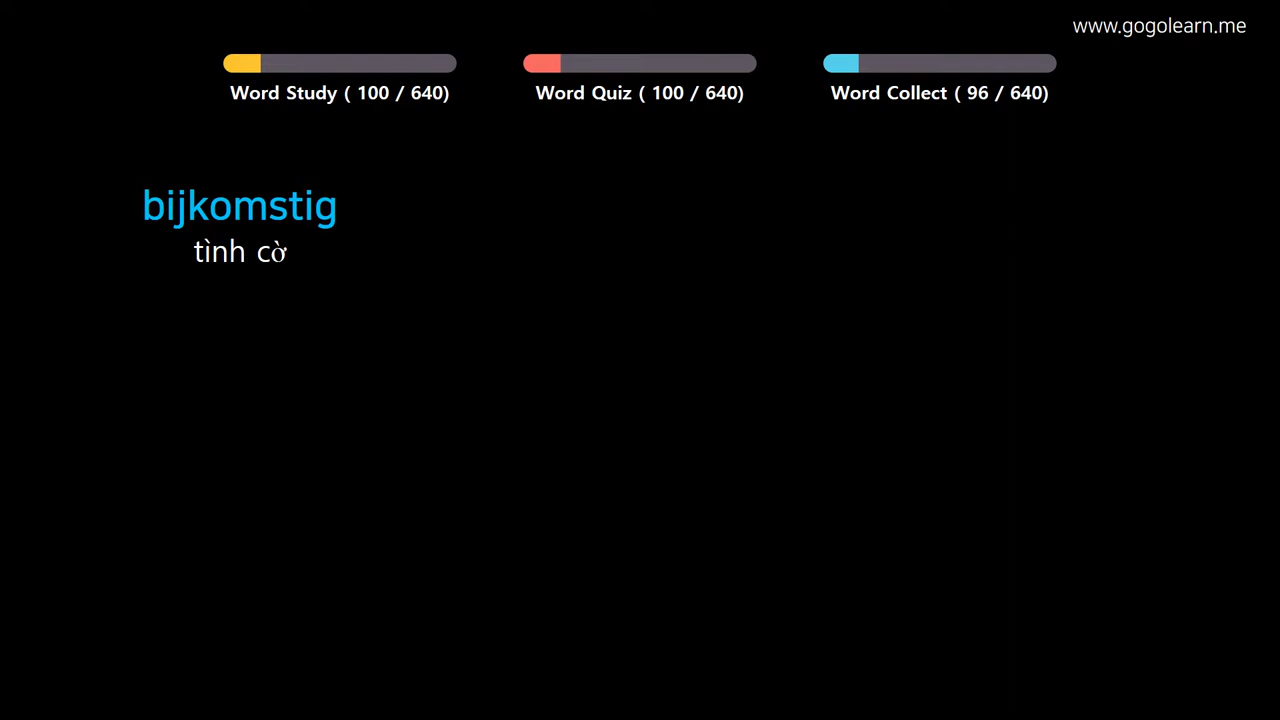 www.gogolearn.me
Word Study ( 100 / 640)
Word Quiz ( 100 / 640)
Word Collect ( 96 / 640)
bijkomstig
tình cờ